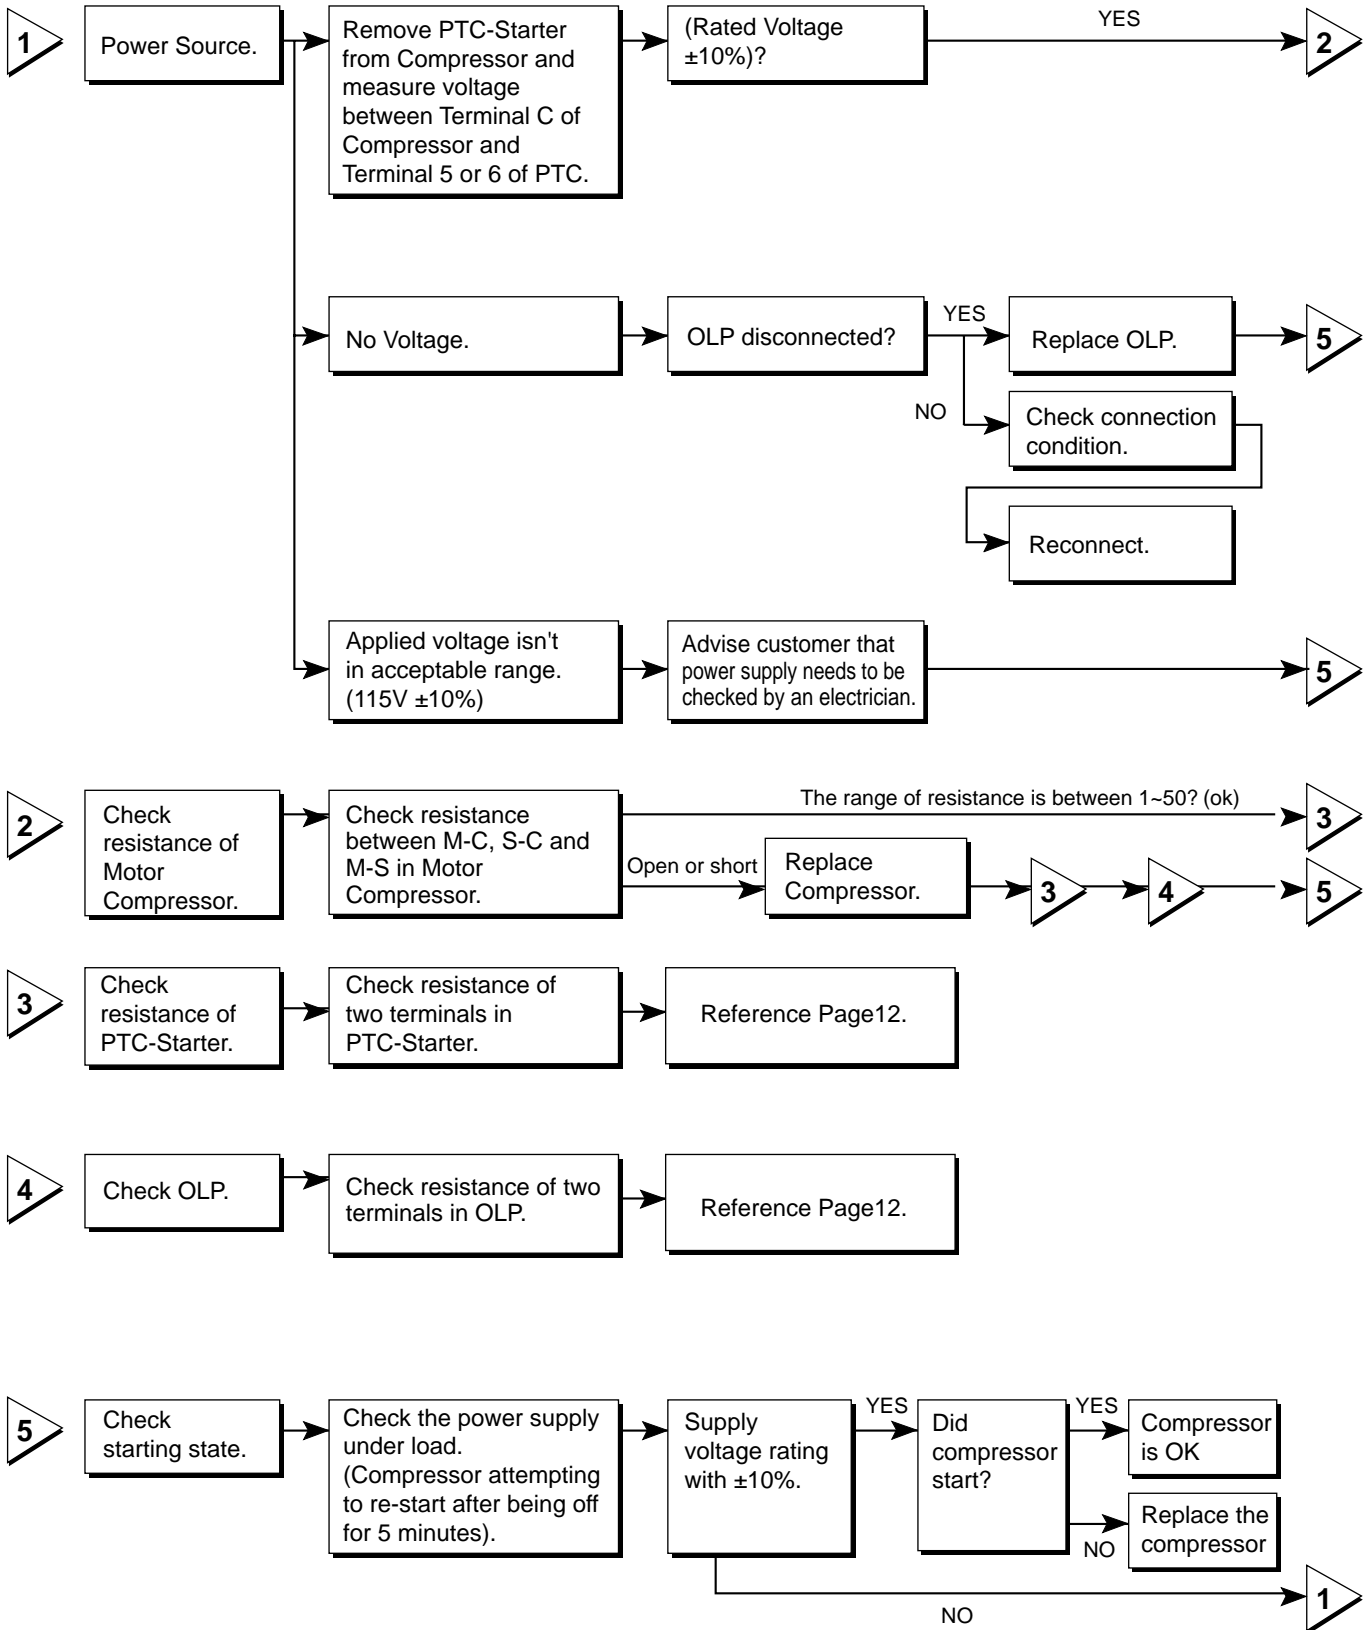 1
Power Source.
Remove PTC-Starter
from Compressor and
measure voltage
between Terminal C of
Compressor and
Terminal 5 or 6 of PTC.
(Rated Voltage
±10%)?
YES
2
No Voltage.
OLP disconnected?
YES
Replace OLP.
5
NO
Check connection
condition.
Reconnect.
Applied voltage isn't
in acceptable range.
(115V ±10%)
Advise customer that
power supply needs to be
checked by an electrician.
5
2
Check
resistance of
Motor
Compressor.
Check resistance
between M-C, S-C and
M-S in Motor
Compressor.
The range of resistance is between 1~50? (ok)
3
Open or short
Replace
Compressor.
3
4
5
3
Check
resistance of
PTC-Starter.
Check resistance of
two terminals in
PTC-Starter.
Reference Page12.
4
Check OLP.
Check resistance of two
terminals in OLP.
Reference Page12.
5
Check
starting state.
Check the power supply
under load.
(Compressor attempting
to re-start after being off
for 5 minutes).
Supply
voltage rating
with ±10%.
YES
Did
compressor
start?
YES
Compressor
is OK
NO
Replace the
compressor
NO
1